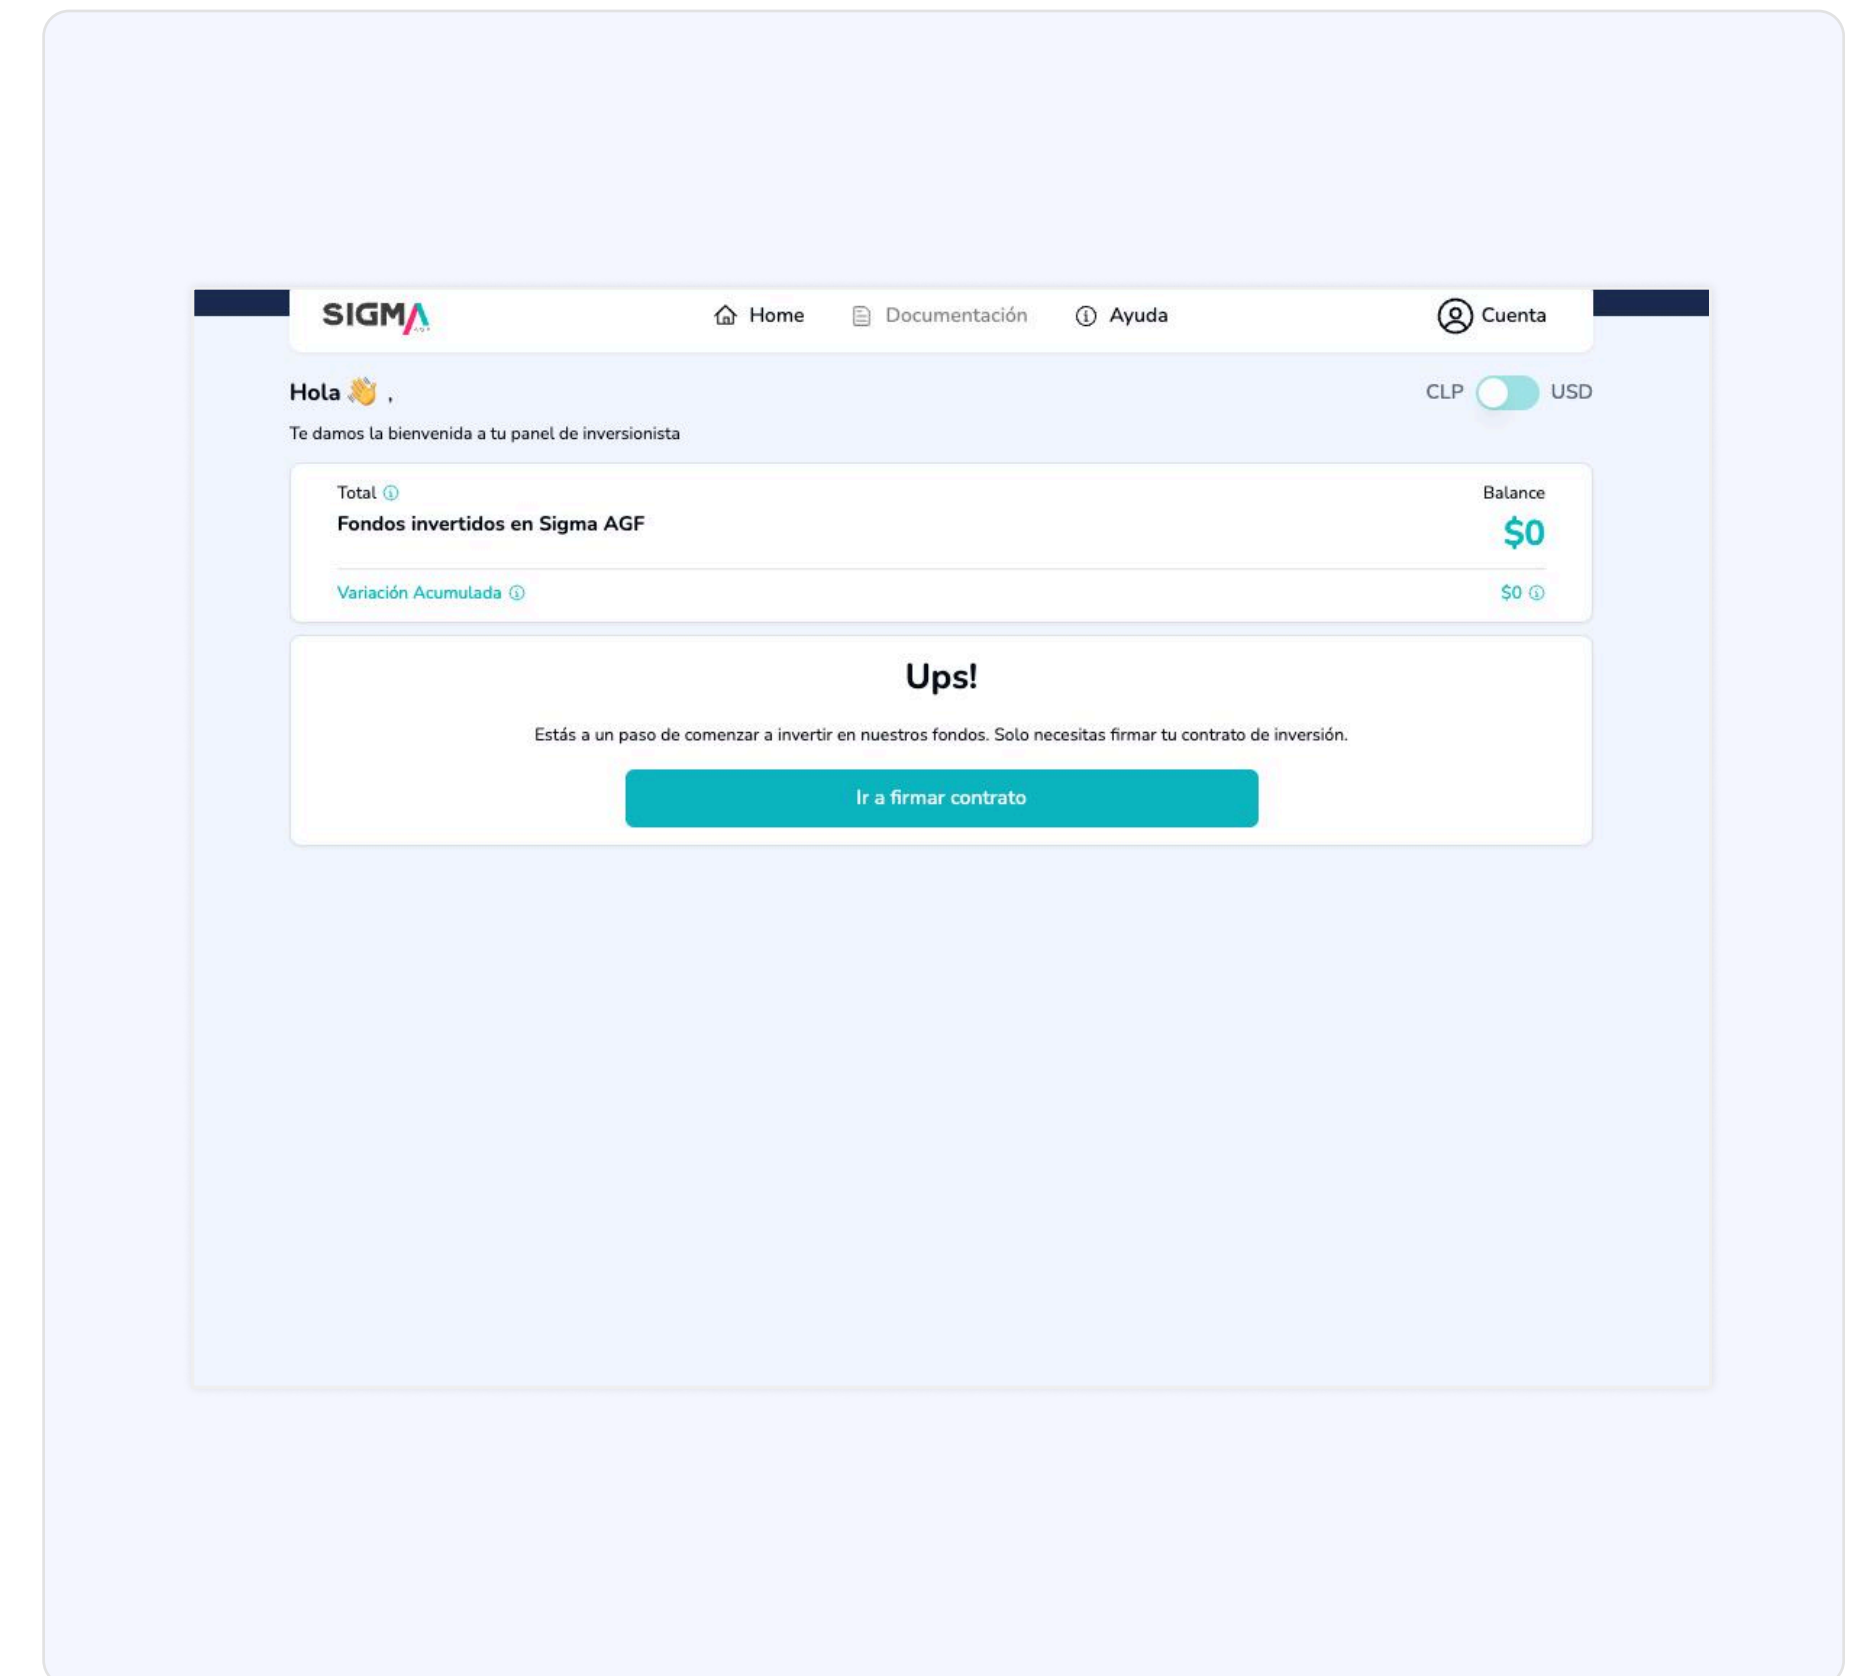 SIGMA
Home
Documentación
Ayuda
Cuenta
Hola 👋 ,
CLP
USD
Te damos la bienvenida a tu panel de inversionista
Total
Balance
Fondos invertidos en Sigma AGF
$0
Variación Acumulada
$0
Ups!
Estás a un paso de comenzar a invertir en nuestros fondos. Solo necesitas firmar tu contrato de inversión.
Ir a firmar contrato